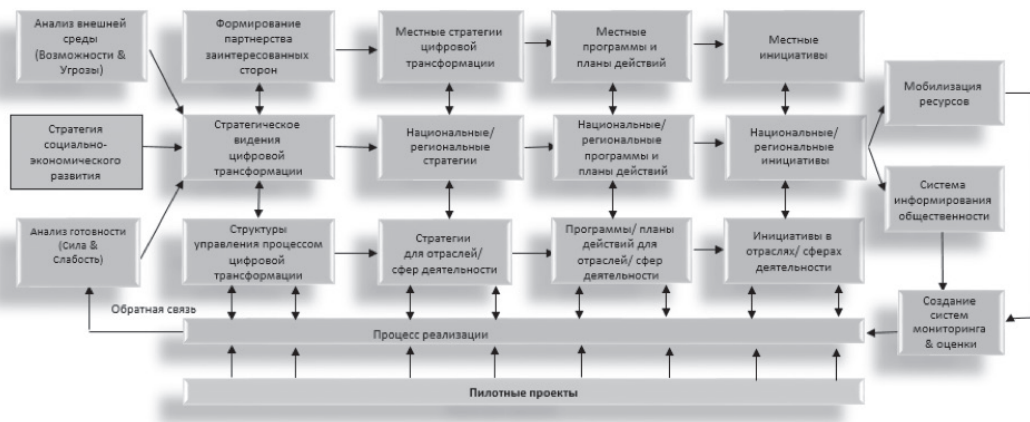 Анализ внешней
среды
(Возможности &
Угрозы)
Формирование
партнерства
заинтересованных
сторон
Местные стратегии
цифровой
трансформации
Местные
программы и
планы действий
Местные
инициативы
Мобилизация
ресурсов
Стратегия
социально-
экономического
развития
Стратегическое
видения
цифровой
трансформации
Национальные/
региональные
стратегии
Национальные/
региональные
программы и
планы действий
Национальные/
региональные
инициативы
Система
информирования
общественности
Анализ готовности
(Сила &
Слабость)
Структуры
управления процессом
цифровой
трансформации
Стратегии
для отраслей/
сфер деятельности
Программы/ планы
действий для
отраслей/ сфер
деятельности
Инициативы в
отраслях/ сферах
деятельности
Создание
систем
мониторинга
& оценки
Обратная связь
Процесс реализации
Пилотные проекты